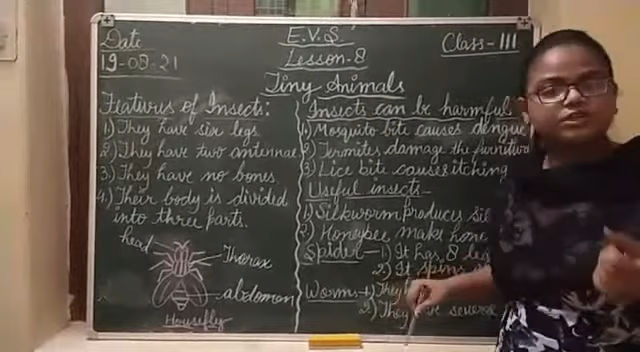 Date
19-08-21
E.V.S
Lesson-8
Class-III
Tiny Animals
Features of Insects:
1) They have six legs.
2) They have two antennae
3) They have no bones.
4) Their body is divided
into three parts.
head
Thorax
abdomen
Housefly
Insects can be harmful
1) Mosquito bite causes dengue
2) Termites damage the furniture
3) Lice bite causes itching
Useful insects-
1) Silkworm produces
2) Honeybee make
Spider-1) It has 8
2) It spins
Worms-1) They
2) They